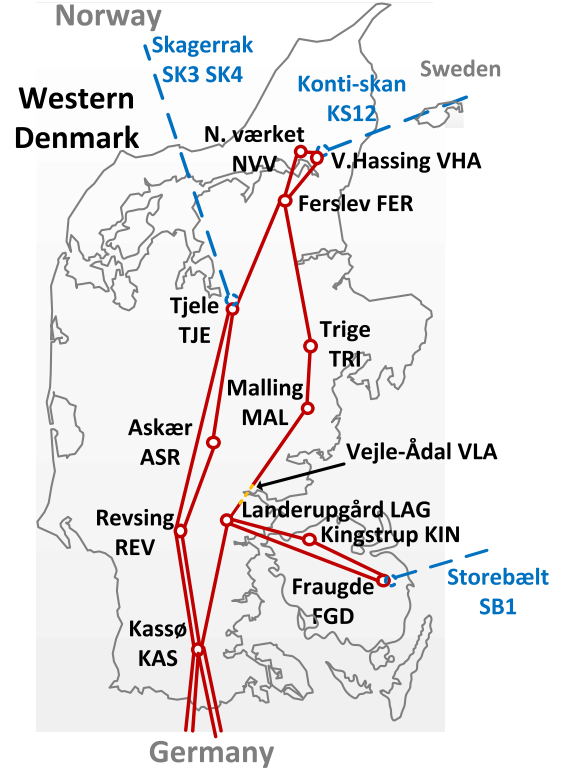 Norway
Skagerrak
SK3 SK4
Konti-skan
KS12
Sweden
Western
Denmark
N. værket
NVV
V.Hassing VHA
Ferslev FER
Tjele
TJE
Trige
TRI
Malling
MAL
Askær
ASR
Vejle-Ådal VLA
Landerupgård LAG
Revsing
REV
Kingstrup KIN
Fraugde
FGD
Storebælt
SB1
Kassø
KAS
Germany